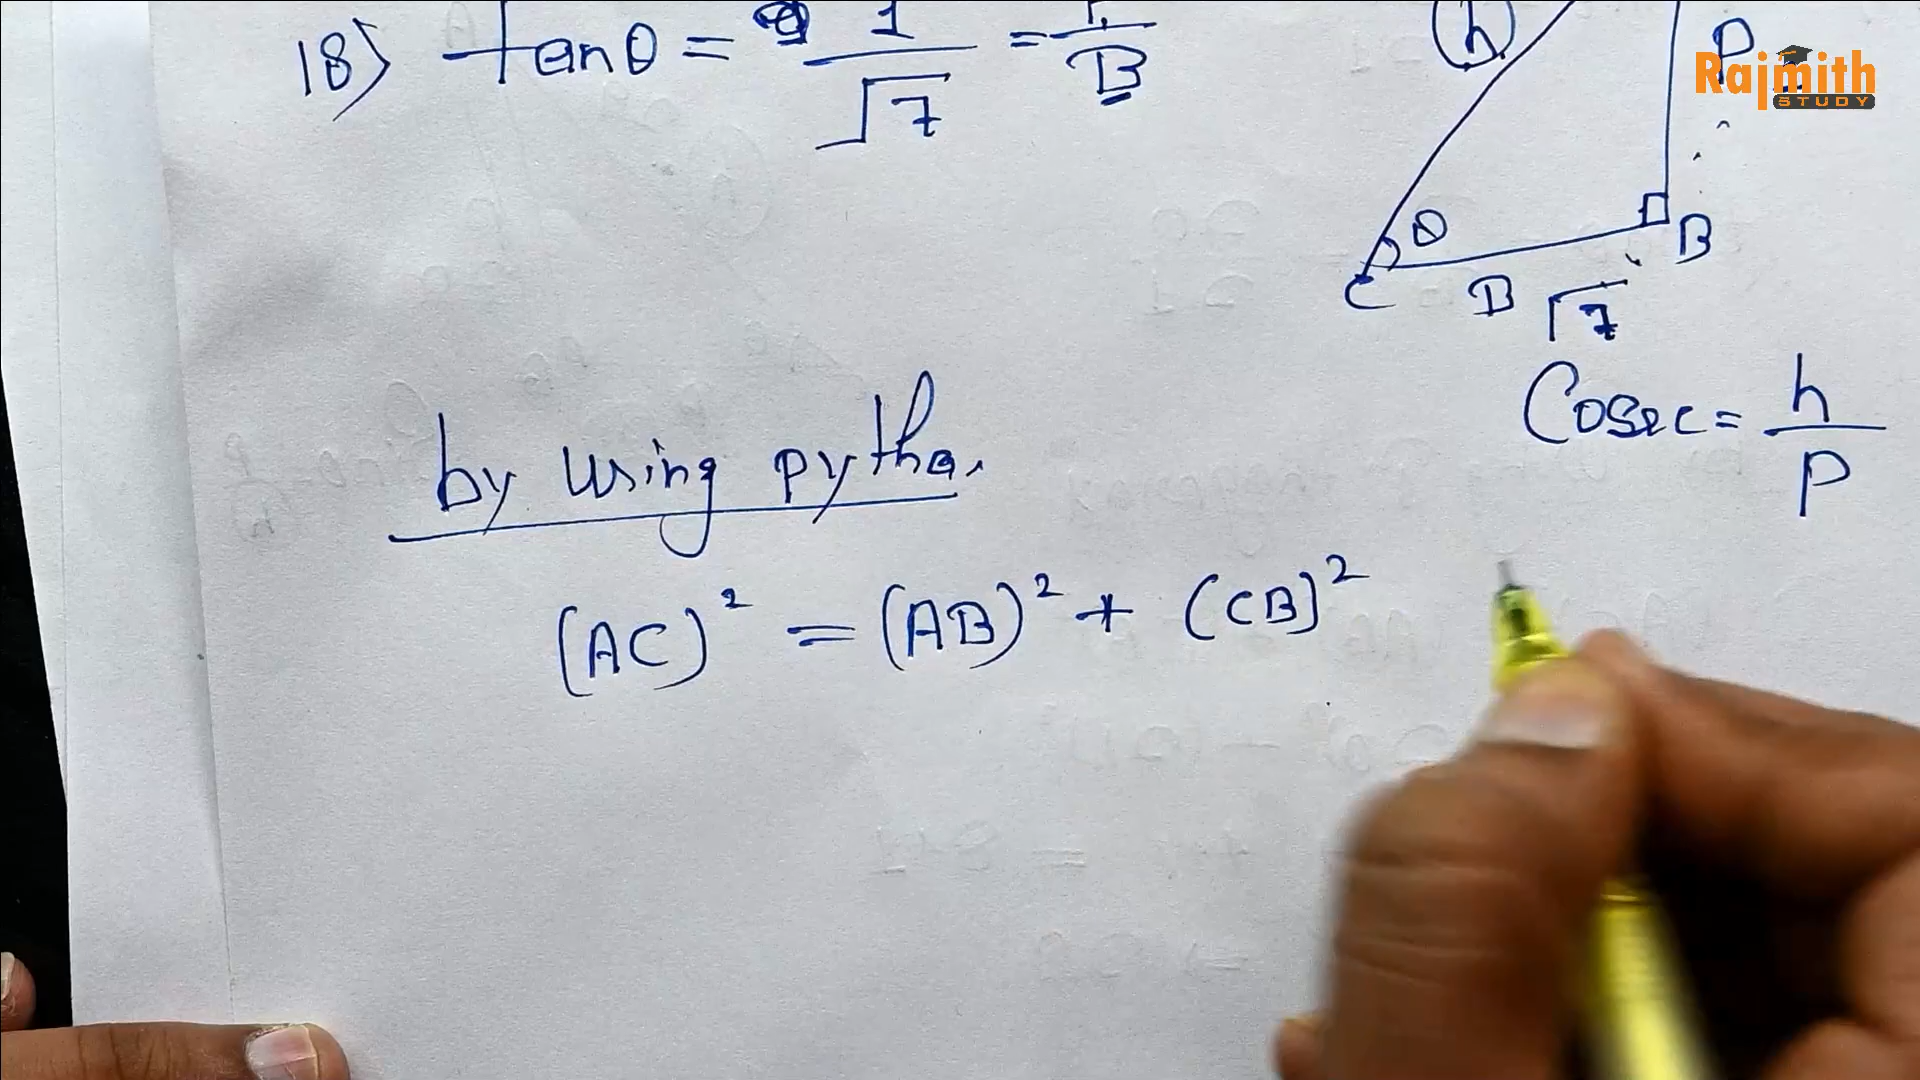 18) tanθ = 1/√7 = P/B
h
P
Rajmith
STUDY
θ
B
C
B √7
Cosec = h/P
by using pytha.
(AC)² = (AB)² + (CB)²